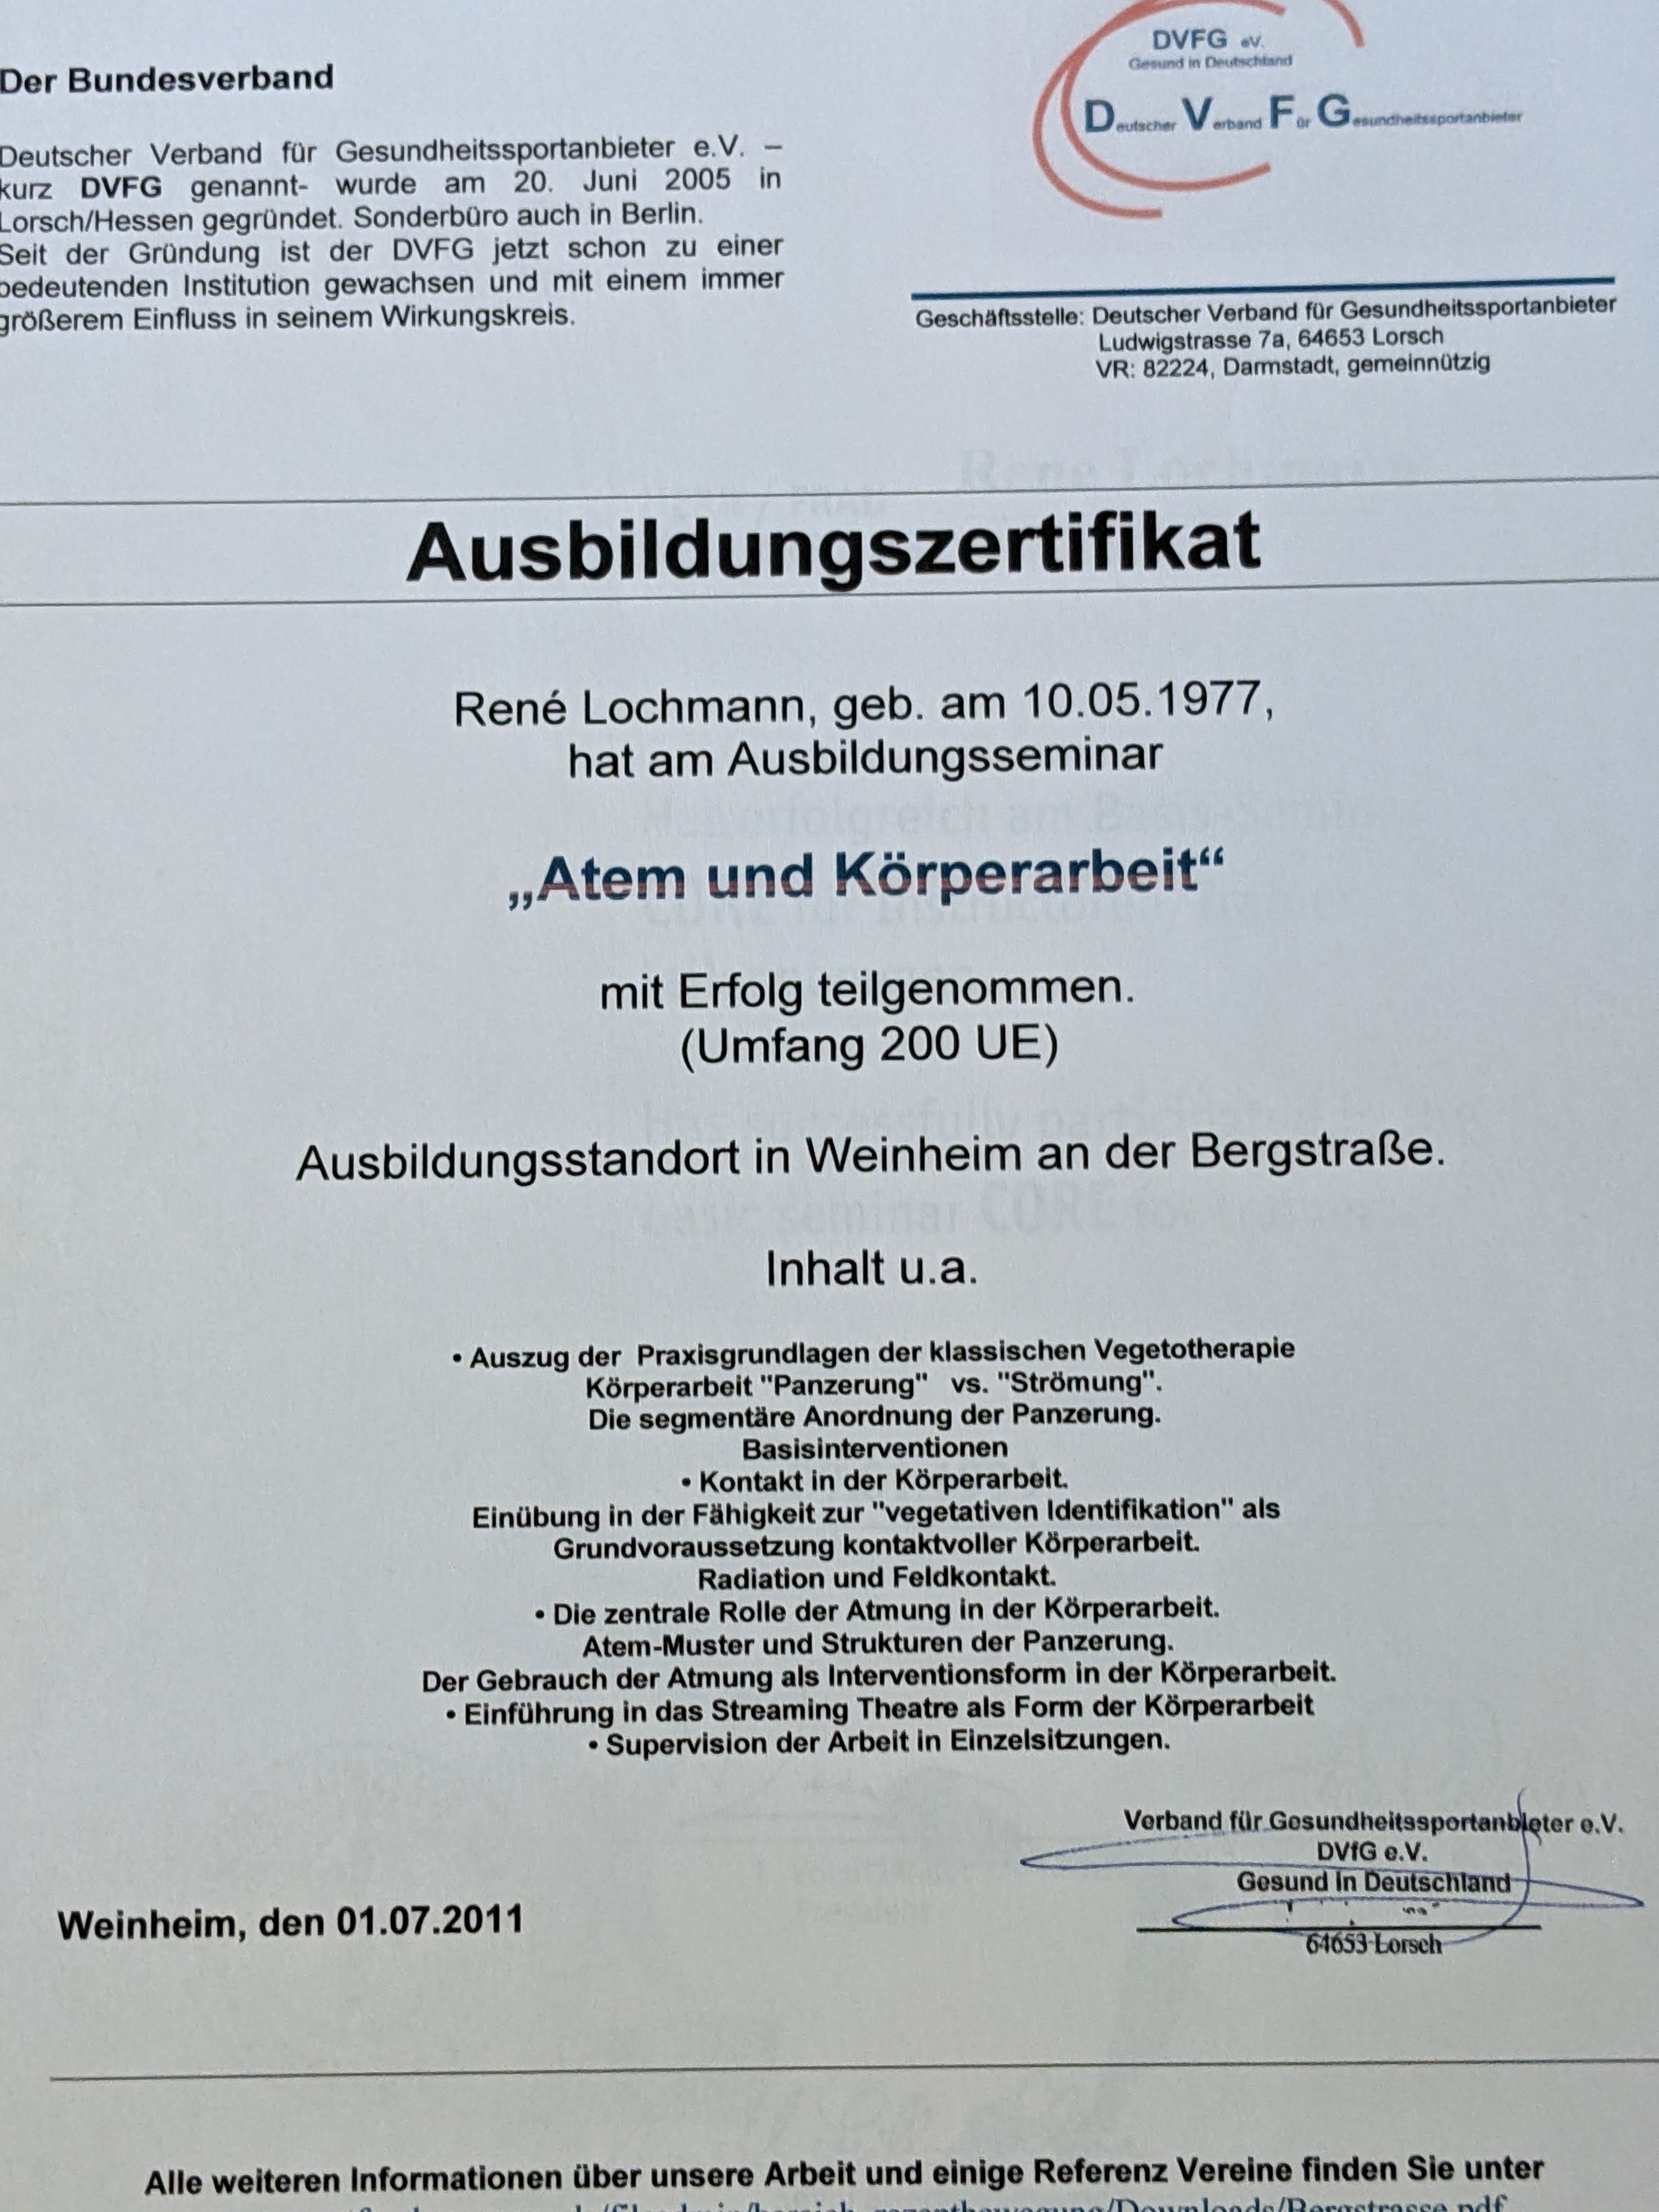 Der Bundesverband
Deutscher Verband für Gesundheitssportanbieter e.V. –
kurz DVFG genannt- wurde am 20. Juni 2005 in
Lorsch/Hessen gegründet. Sonderbüro auch in Berlin.
Seit der Gründung ist der DVFG jetzt schon zu einer
bedeutenden Institution gewachsen und mit einem immer
größerem Einfluss in seinem Wirkungskreis.
DVFG eV.
Gesund in Deutschland
Deutscher Verband Für Gesundheitssportanbieter
Geschäftsstelle: Deutscher Verband für Gesundheitssportanbieter
Ludwigstrasse 7a, 64653 Lorsch
VR: 82224, Darmstadt, gemeinnützig
Ausbildungszertifikat
René Lochmann, geb. am 10.05.1977,
hat am Ausbildungsseminar
„Atem und Körperarbeit“
mit Erfolg teilgenommen.
(Umfang 200 UE)
Ausbildungsstandort in Weinheim an der Bergstraße.
Inhalt u.a.
• Auszug der Praxisgrundlagen der klassischen Vegetotherapie
Körperarbeit "Panzerung" vs. "Strömung".
Die segmentäre Anordnung der Panzerung.
Basisinterventionen
• Kontakt in der Körperarbeit.
Einübung in der Fähigkeit zur "vegetativen Identifikation" als
Grundvoraussetzung kontaktvoller Körperarbeit.
Radiation und Feldkontakt.
• Die zentrale Rolle der Atmung in der Körperarbeit.
Atem-Muster und Strukturen der Panzerung.
Der Gebrauch der Atmung als Interventionsform in der Körperarbeit.
• Einführung in das Streaming Theatre als Form der Körperarbeit
• Supervision der Arbeit in Einzelsitzungen.
Verband für Gesundheitssportanbieter e.V.
DVfG e.V.
Gesund in Deutschland
64653 Lorsch
Weinheim, den 01.07.2011
Alle weiteren Informationen über unsere Arbeit und einige Referenz Vereine finden Sie unter